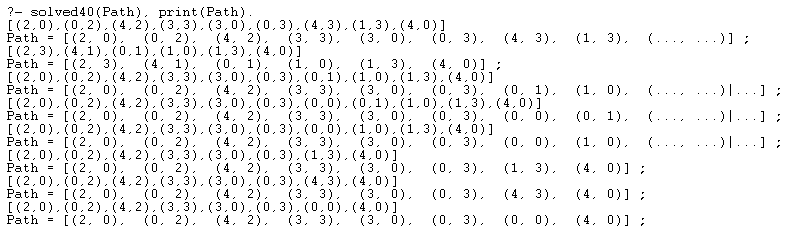 ?- solved40(Path), print(Path).
[(2,0),(0,2),(4,2),(3,3),(3,0),(0,3),(4,3),(1,3),(4,0)]
Path = [(2, 0),  (0, 2),  (4, 2),  (3, 3),  (3, 0),  (0, 3),  (4, 3),  (1, 3),  (..., ...)] ;
[(2,3),(4,1),(0,1),(1,0),(1,3),(4,0)]
Path = [(2, 3),  (4, 1),  (0, 1),  (1, 0),  (1, 3),  (4, 0)] ;
[(2,0),(0,2),(4,2),(3,3),(3,0),(0,3),(0,1),(1,0),(1,3),(4,0)]
Path = [(2, 0),  (0, 2),  (4, 2),  (3, 3),  (3, 0),  (0, 3),  (0, 1),  (1, 0),  (..., ...)|...] ;
[(2,0),(0,2),(4,2),(3,3),(3,0),(0,3),(0,0),(0,1),(1,0),(1,3),(4,0)]
Path = [(2, 0),  (0, 2),  (4, 2),  (3, 3),  (3, 0),  (0, 3),  (0, 0),  (0, 1),  (..., ...)|...] ;
[(2,0),(0,2),(4,2),(3,3),(3,0),(0,3),(0,0),(1,0),(1,3),(4,0)]
Path = [(2, 0),  (0, 2),  (4, 2),  (3, 3),  (3, 0),  (0, 3),  (0, 0),  (1, 0),  (..., ...)|...] ;
[(2,0),(0,2),(4,2),(3,3),(3,0),(0,3),(1,3),(4,0)]
Path = [(2, 0),  (0, 2),  (4, 2),  (3, 3),  (3, 0),  (0, 3),  (1, 3),  (4, 0)] ;
[(2,0),(0,2),(4,2),(3,3),(3,0),(0,3),(4,3),(4,0)]
Path = [(2, 0),  (0, 2),  (4, 2),  (3, 3),  (3, 0),  (0, 3),  (4, 3),  (4, 0)] ;
[(2,0),(0,2),(4,2),(3,3),(3,0),(0,3),(0,0),(4,0)]
Path = [(2, 0),  (0, 2),  (4, 2),  (3, 3),  (3, 0),  (0, 3),  (0, 0),  (4, 0)] ;